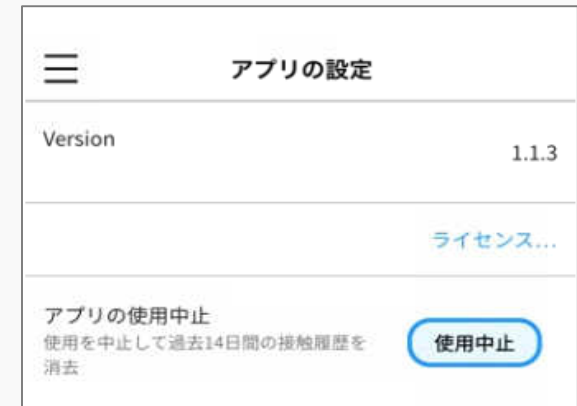 アプリの設定
Version
1.1.3
ライセンス...
アプリの使用中止
使用を中止して過去14日間の接触履歴を
消去
使用中止